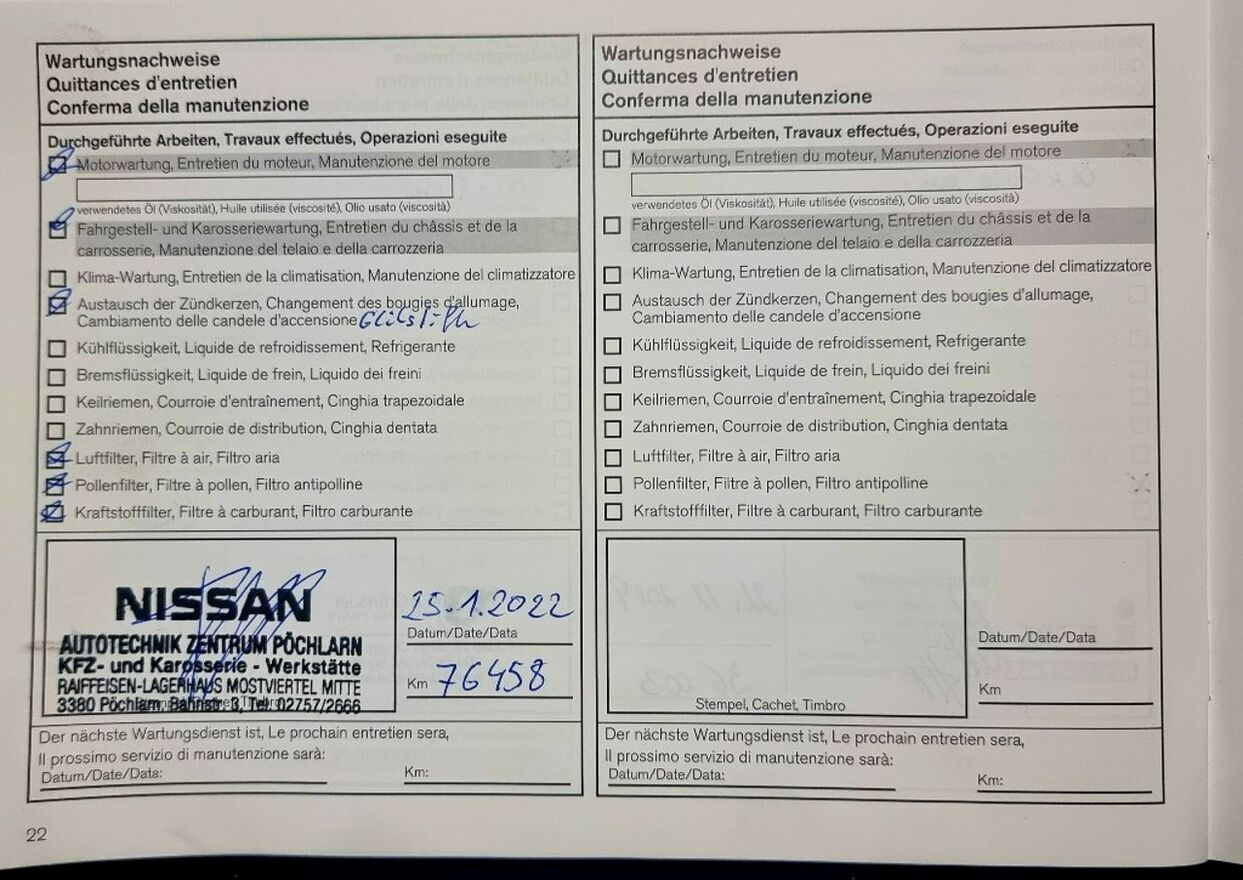 Wartungsnachweise
Quittances d'entretien
Conferma della manutenzione
Durchgeführte Arbeiten, Travaux effectués, Operazioni eseguite
Motorwartung, Entretien du moteur, Manutenzione del motore
verwendetes Öl (Viskosität), Huile utilisée (viscosité), Olio usato (viscosità)
Fahrgestell- und Karosseriewartung, Entretien du châssis et de la
carrosserie, Manutenzione del telaio e della carrozzeria
Klima-Wartung, Entretien de la climatisation, Manutenzione del climatizzatore
Austausch der Zündkerzen, Changement des bougies d'allumage,
Cambiamento delle candele d'accensione
Kühlflüssigkeit, Liquide de refroidissement, Refrigerante
Bremsflüssigkeit, Liquide de frein, Liquido dei freini
Keilriemen, Courroie d'entraînement, Cinghia trapezoidale
Zahnriemen, Courroie de distribution, Cinghia dentata
Luftfilter, Filtre à air, Filtro aria
Pollenfilter, Filtre à pollen, Filtro antipolline
Kraftstofffilter, Filtre à carburant, Filtro carburante
NISSAN
AUTOTECHNIK ZENTRUM PÖCHLARN
KFZ- und Karosserie - Werkstätte
RAIFFEISEN-LAGERHAUS MOSTVIERTEL MITTE
3380 Pöchlarn, Bahnstr. 3, Tel. 02757/2666
25.1.2022
Datum/Date/Data
Km 76458
Der nächste Wartungsdienst ist, Le prochain entretien sera,
Il prossimo servizio di manutenzione sarà:
Datum/Date/Data:
Km:
22
Wartungsnachweise
Quittances d'entretien
Conferma della manutenzione
Durchgeführte Arbeiten, Travaux effectués, Operazioni eseguite
Motorwartung, Entretien du moteur, Manutenzione del motore
verwendetes Öl (Viskosität), Huile utilisée (viscosité), Olio usato (viscosità)
Fahrgestell- und Karosseriewartung, Entretien du châssis et de la
carrosserie, Manutenzione del telaio e della carrozzeria
Klima-Wartung, Entretien de la climatisation, Manutenzione del climatizzatore
Austausch der Zündkerzen, Changement des bougies d'allumage,
Cambiamento delle candele d'accensione
Kühlflüssigkeit, Liquide de refroidissement, Refrigerante
Bremsflüssigkeit, Liquide de frein, Liquido dei freini
Keilriemen, Courroie d'entraînement, Cinghia trapezoidale
Zahnriemen, Courroie de distribution, Cinghia dentata
Luftfilter, Filtre à air, Filtro aria
Pollenfilter, Filtre à pollen, Filtro antipolline
Kraftstofffilter, Filtre à carburant, Filtro carburante
Stempel, Cachet, Timbro
Datum/Date/Data
Km
Der nächste Wartungsdienst ist, Le prochain entretien sera,
Il prossimo servizio di manutenzione sarà:
Datum/Date/Data:
Km: